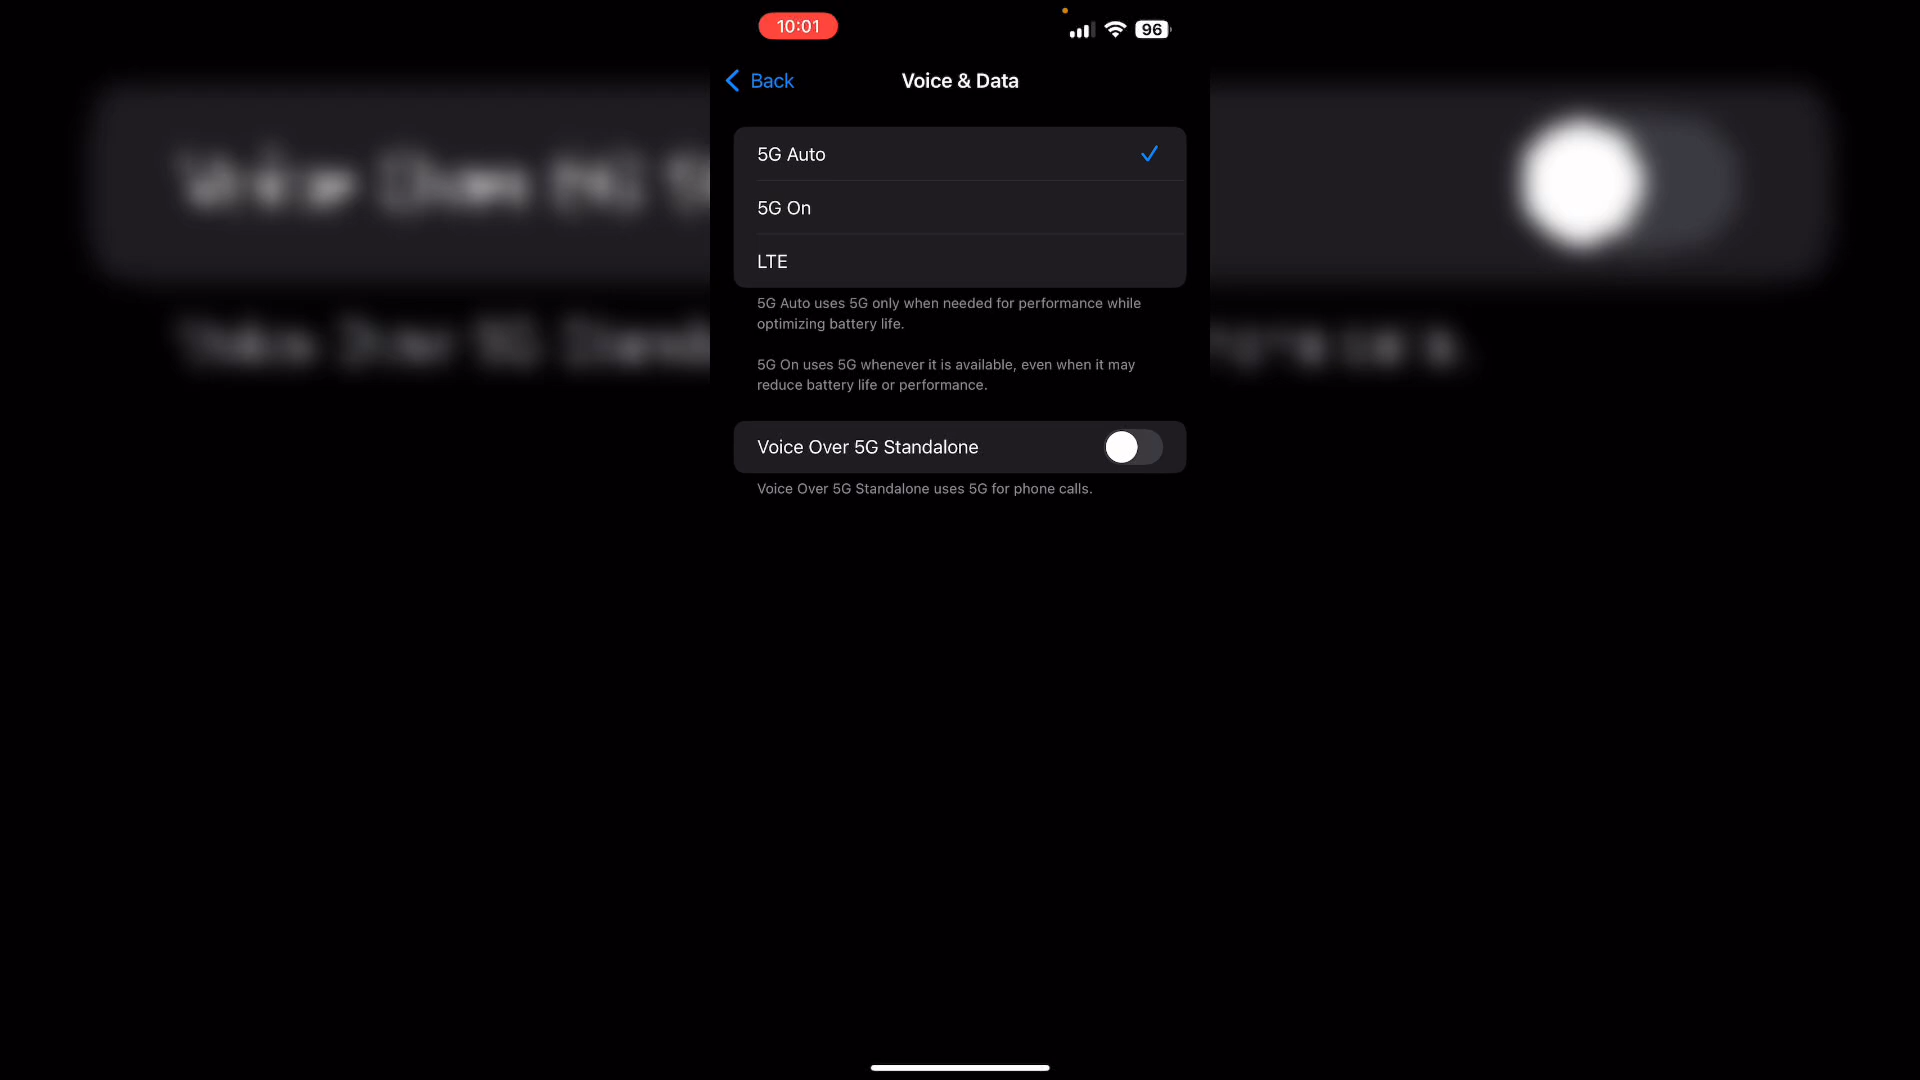 10:01
96
Back
Voice & Data
5G Auto
5G On
LTE
5G Auto uses 5G only when needed for performance while
optimizing battery life.
5G On uses 5G whenever it is available, even when it may
reduce battery life or performance.
Voice Over 5G Standalone
Voice Over 5G Standalone uses 5G for phone calls.